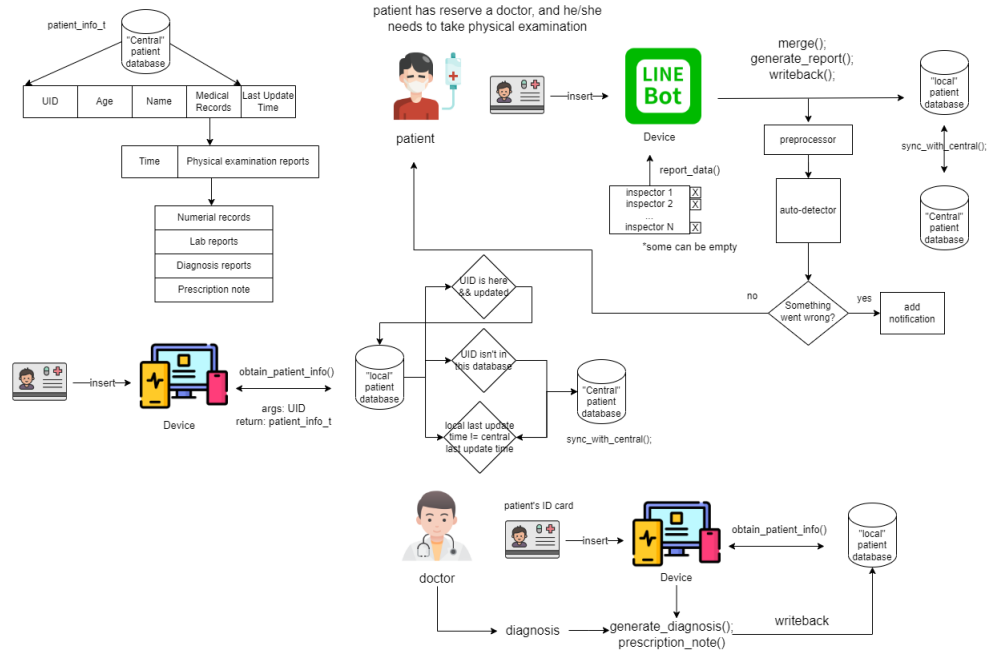 patient_info_t
"Central"
patient
database
UID
Age
Name
Medical
Records
Last Update
Time
Time
Physical examination reports
Numerial records
Lab reports
Diagnosis reports
Prescription note
patient has reserve a doctor, and he/she
needs to take physical examination
patient
insert
LINE
Bot
Device
report_data()
inspector 1
X
inspector 2
X
...
inspector N
X
"some can be empty
merge();
generate_report();
writeback();
"local"
patient
database
preprocessor
sync_with_central();
auto-detector
"Central"
patient
database
Something
went wrong?
no
yes
add
notification
insert
Device
obtain_patient_info()
args: UID
return: patient_info_t
"local"
patient
database
UID is here
&& updated
UID isn't in
this database
local last update
time != central
last update time
"Central"
patient
database
sync_with_central();
doctor
patient's ID card
insert
Device
obtain_patient_info()
"local"
patient
database
diagnosis
generate_diagnosis();
prescription_note()
writeback